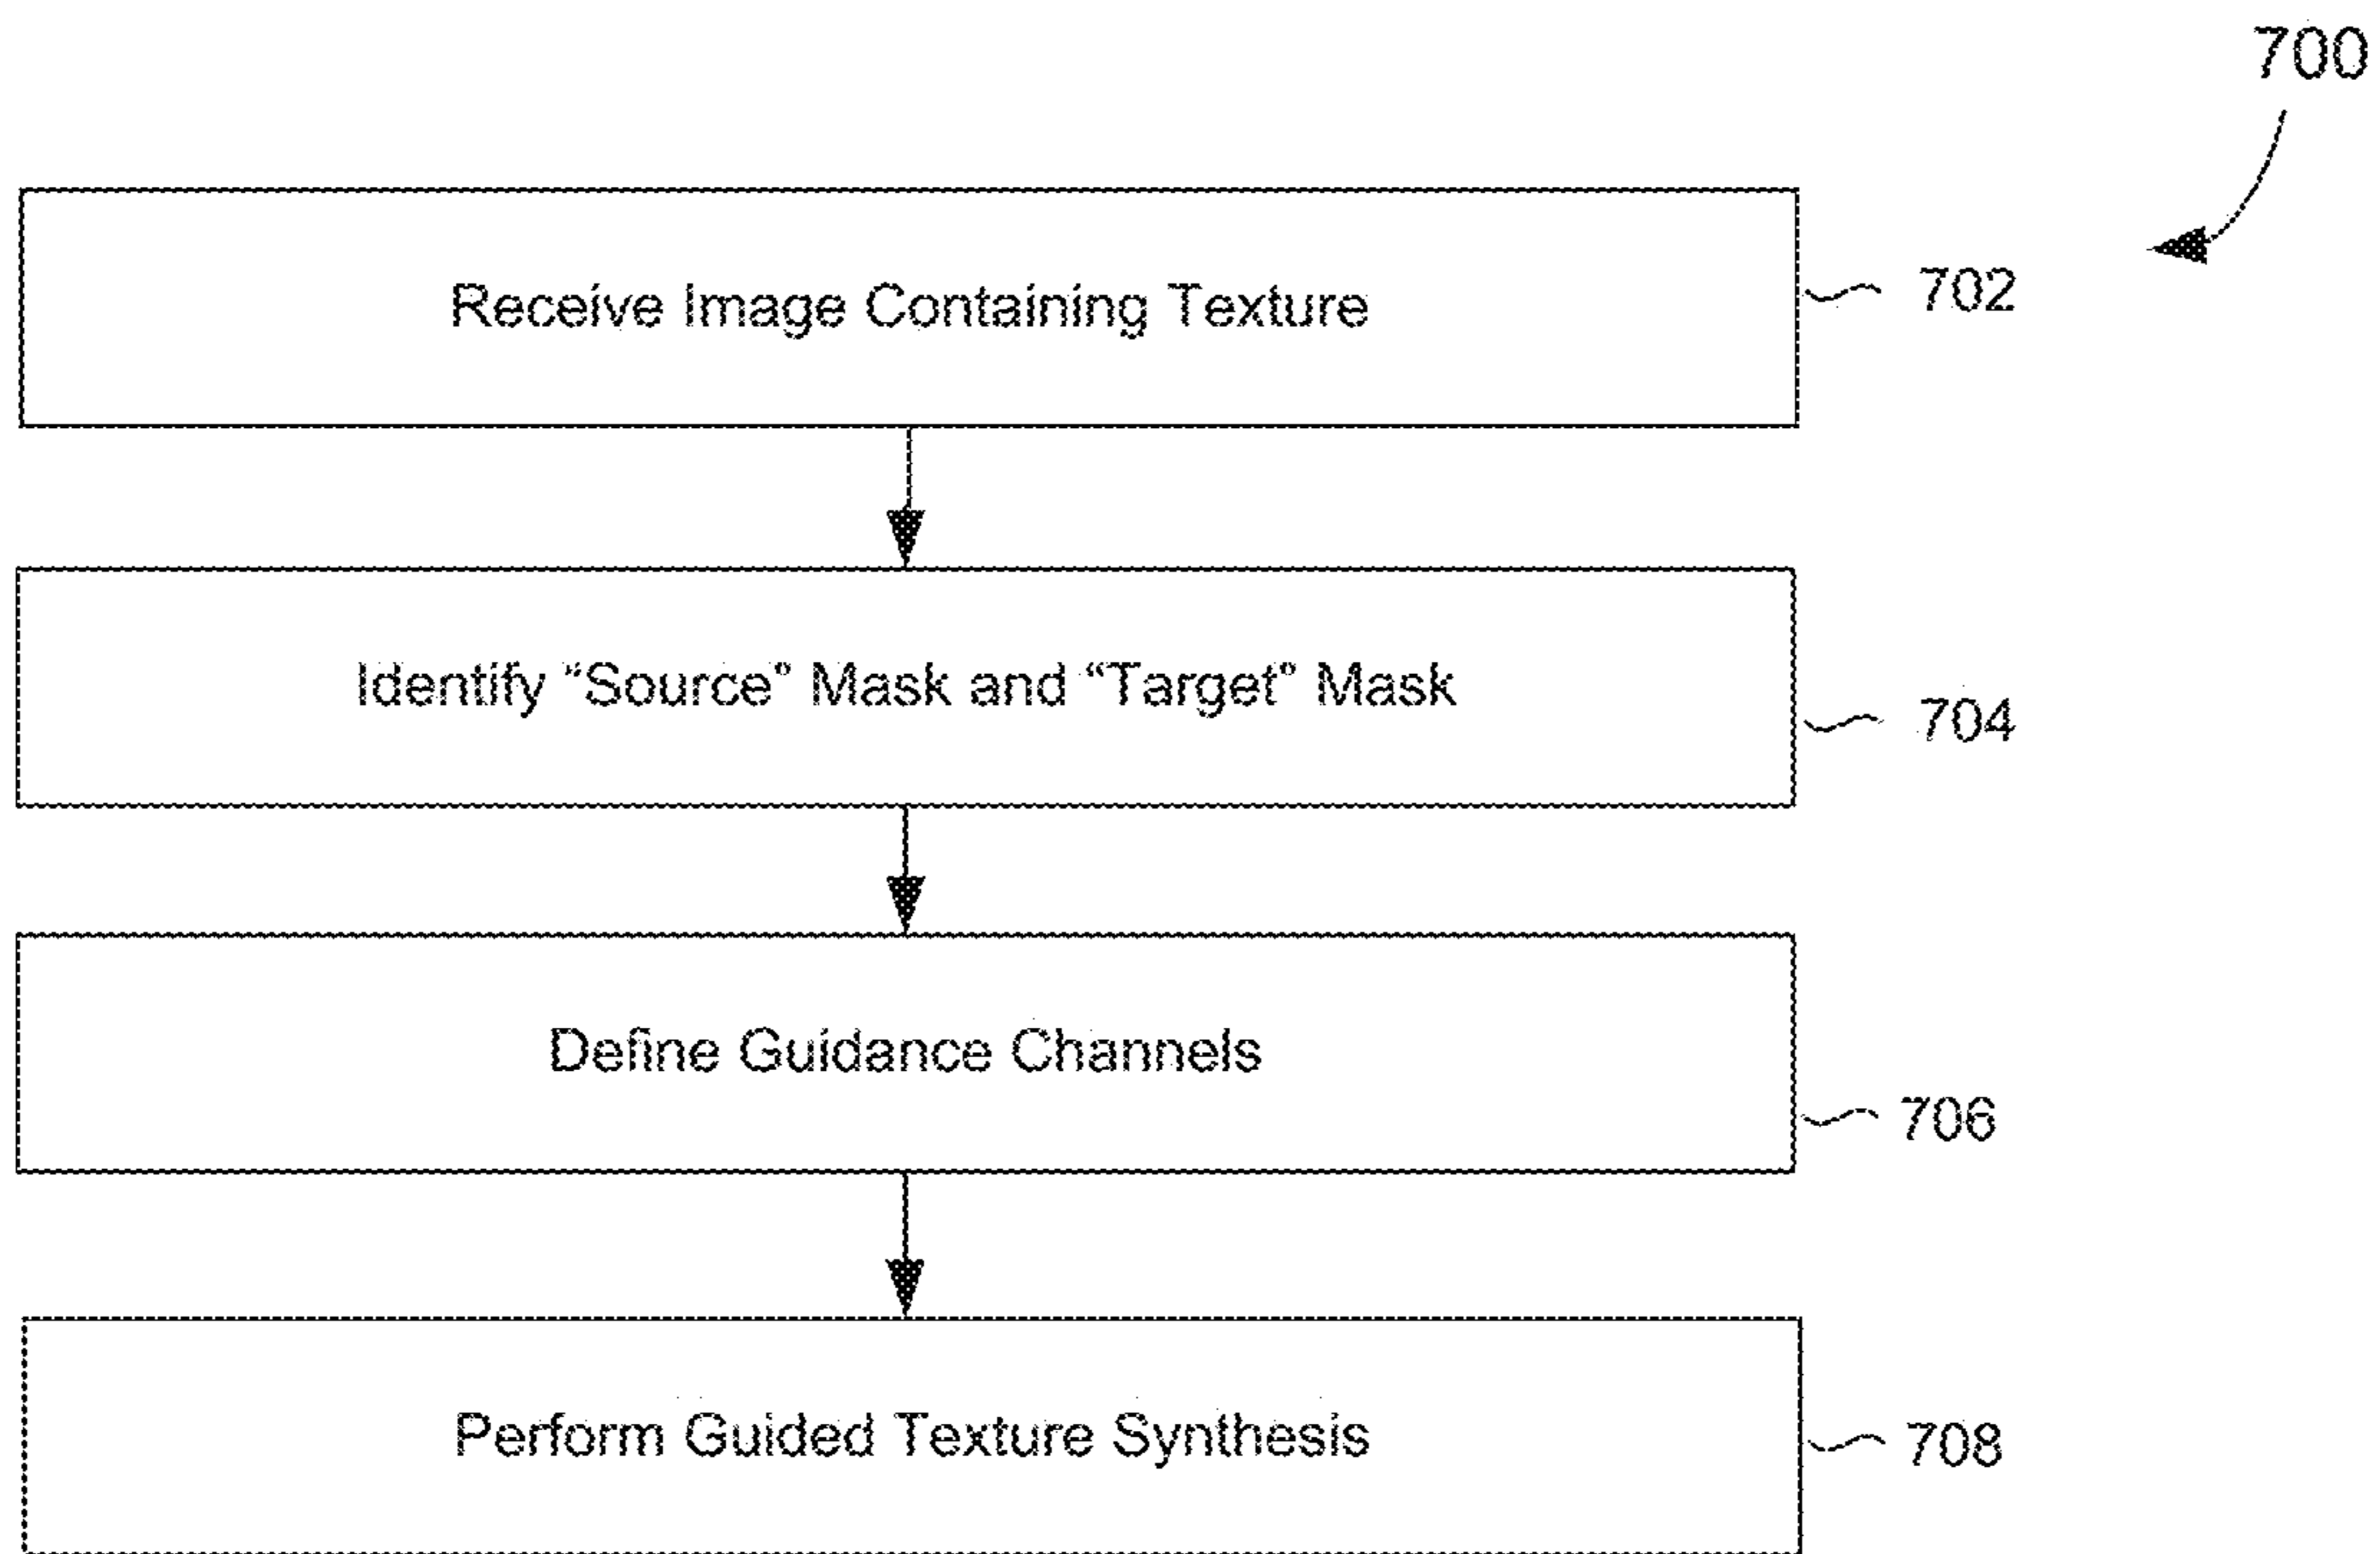 700
Receive Image Containing Texture
702
Identify “Source” Mask and “Target” Mask
704
Define Guidance Channels
706
Perform Guided Texture Synthesis
708